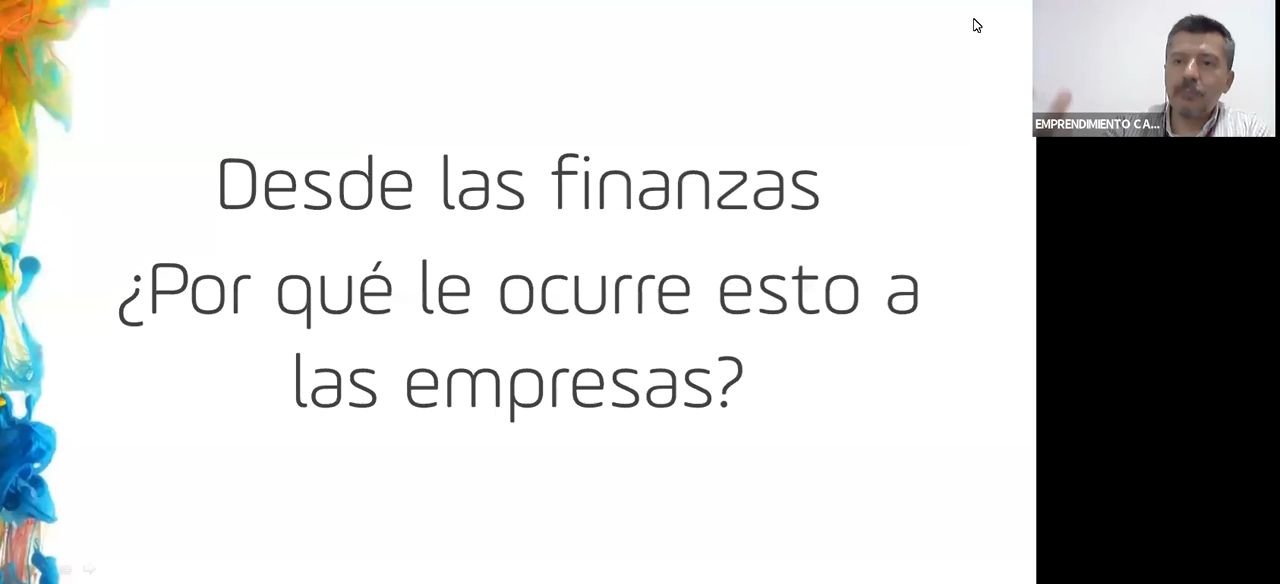 Desde las finanzas
¿Por qué le ocurre esto a
las empresas?
EMPRENDIMIENTO CA...